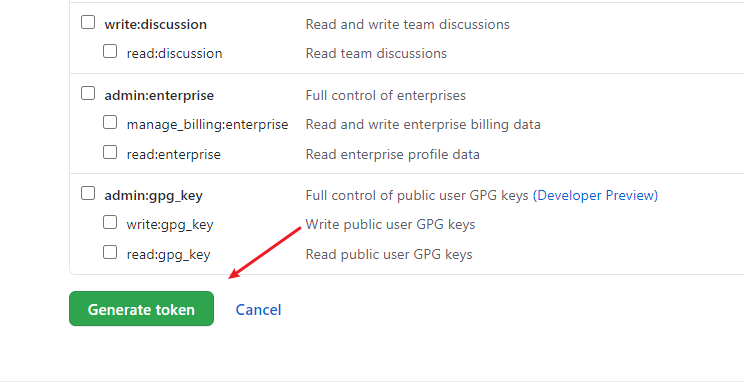 write:discussion Read and write team discussions
read:discussion Read team discussions
admin:enterprise Full control of enterprises
manage_billing:enterprise Read and write enterprise billing data
read:enterprise Read enterprise profile data
admin:gpg_key Full control of public user GPG keys (Developer Preview)
write:gpg_key Write public user GPG keys
read:gpg_key Read public user GPG keys
Generate token Cancel